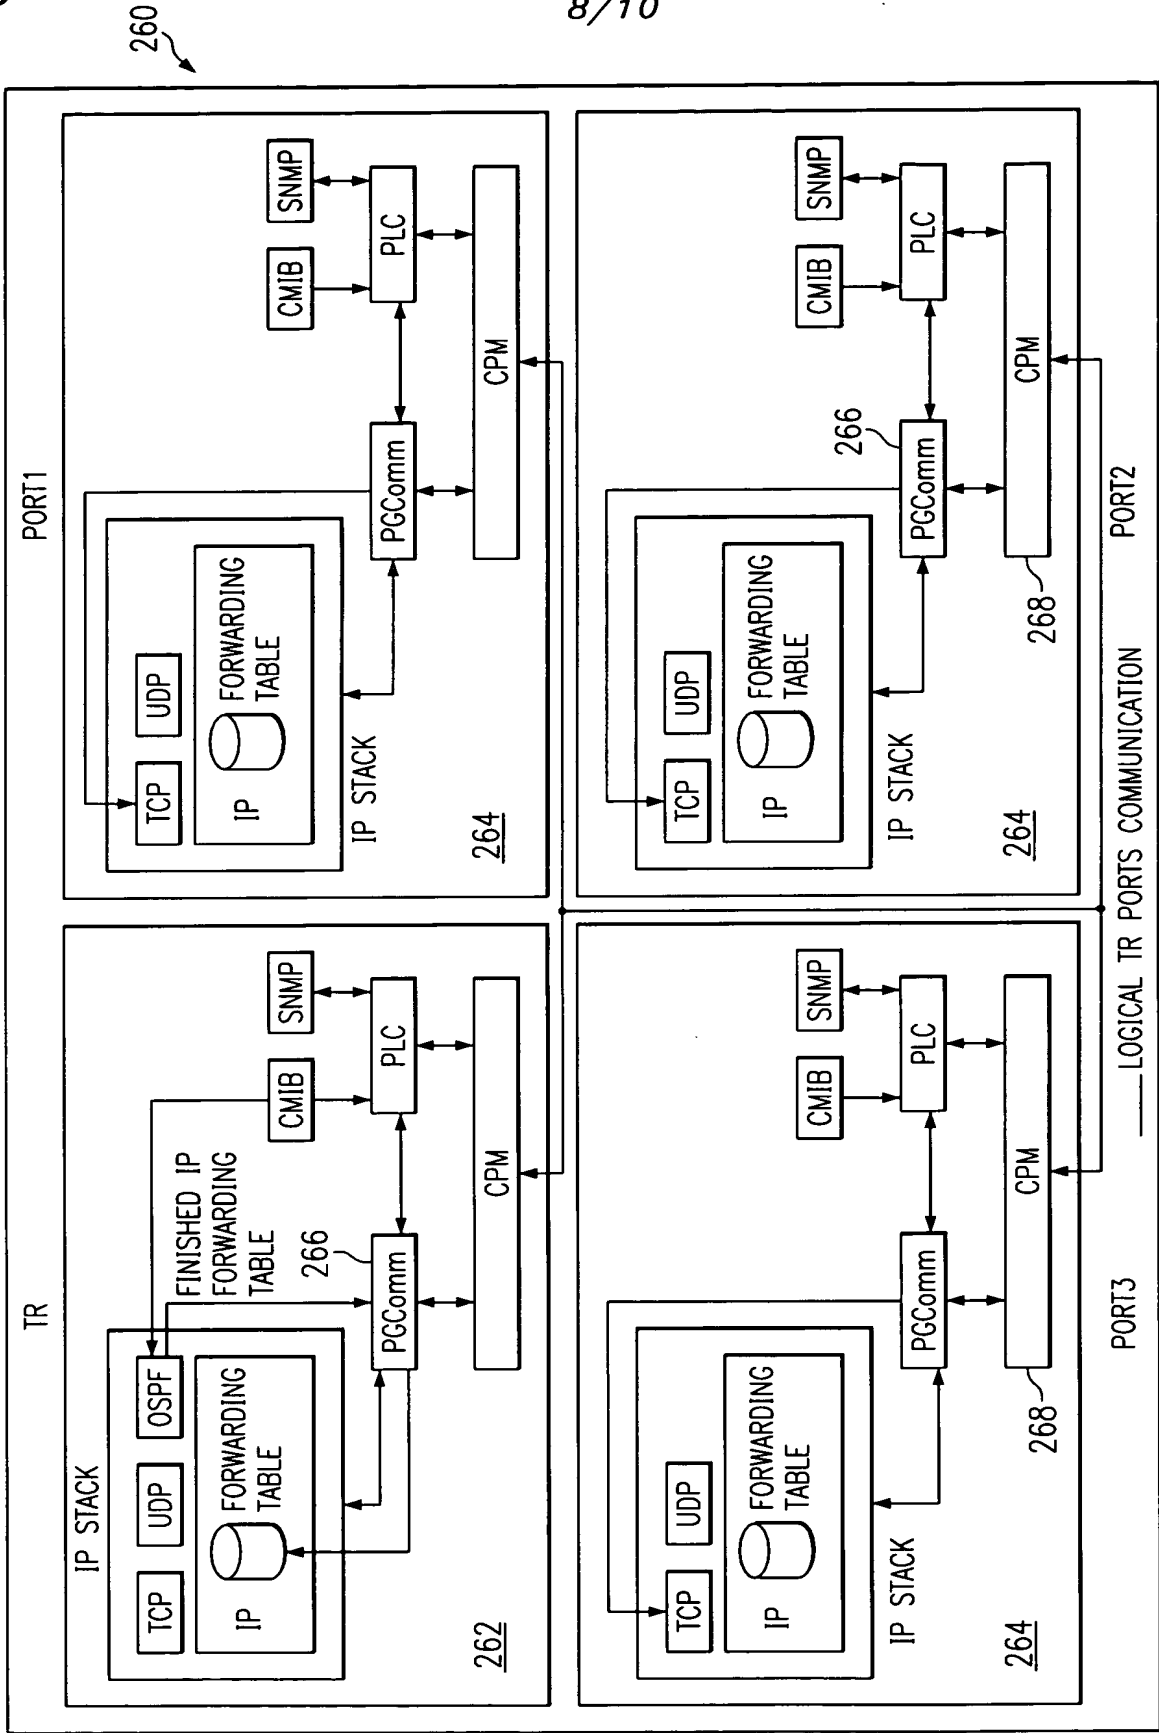 8/10
260
TR
IP STACK
TCP
UDP
OSPF
IP
FORWARDING
TABLE
FINISHED IP
FORWARDING
TABLE
266
CMIB
SNMP
PGComm
PLC
CPM
262
PORT1
TCP
UDP
IP
FORWARDING
TABLE
IP STACK
CMIB
SNMP
PGComm
PLC
CPM
264
TCP
UDP
IP
FORWARDING
TABLE
IP STACK
CMIB
SNMP
PGComm
PLC
CPM
268
264
PORT3
TCP
UDP
IP
FORWARDING
TABLE
IP STACK
266
CMIB
SNMP
PGComm
PLC
CPM
268
264
PORT2
LOGICAL TR PORTS COMMUNICATION